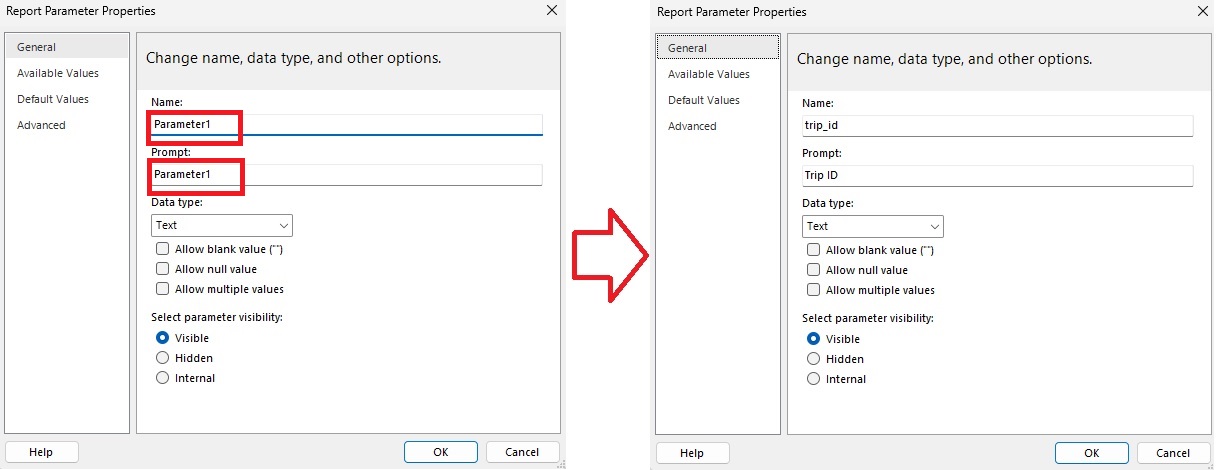 Report Parameter Properties
General
Available Values
Default Values
Advanced
Change name, data type, and other options.
Name:
Parameter1
Prompt:
Parameter1
Data type:
Text
Allow blank value ("")
Allow null value
Allow multiple values
Select parameter visibility:
Visible
Hidden
Internal
Help
OK
Cancel
Report Parameter Properties
General
Available Values
Default Values
Advanced
Change name, data type, and other options.
Name:
trip_id
Prompt:
Trip ID
Data type:
Text
Allow blank value ("")
Allow null value
Allow multiple values
Select parameter visibility:
Visible
Hidden
Internal
Help
OK
Cancel